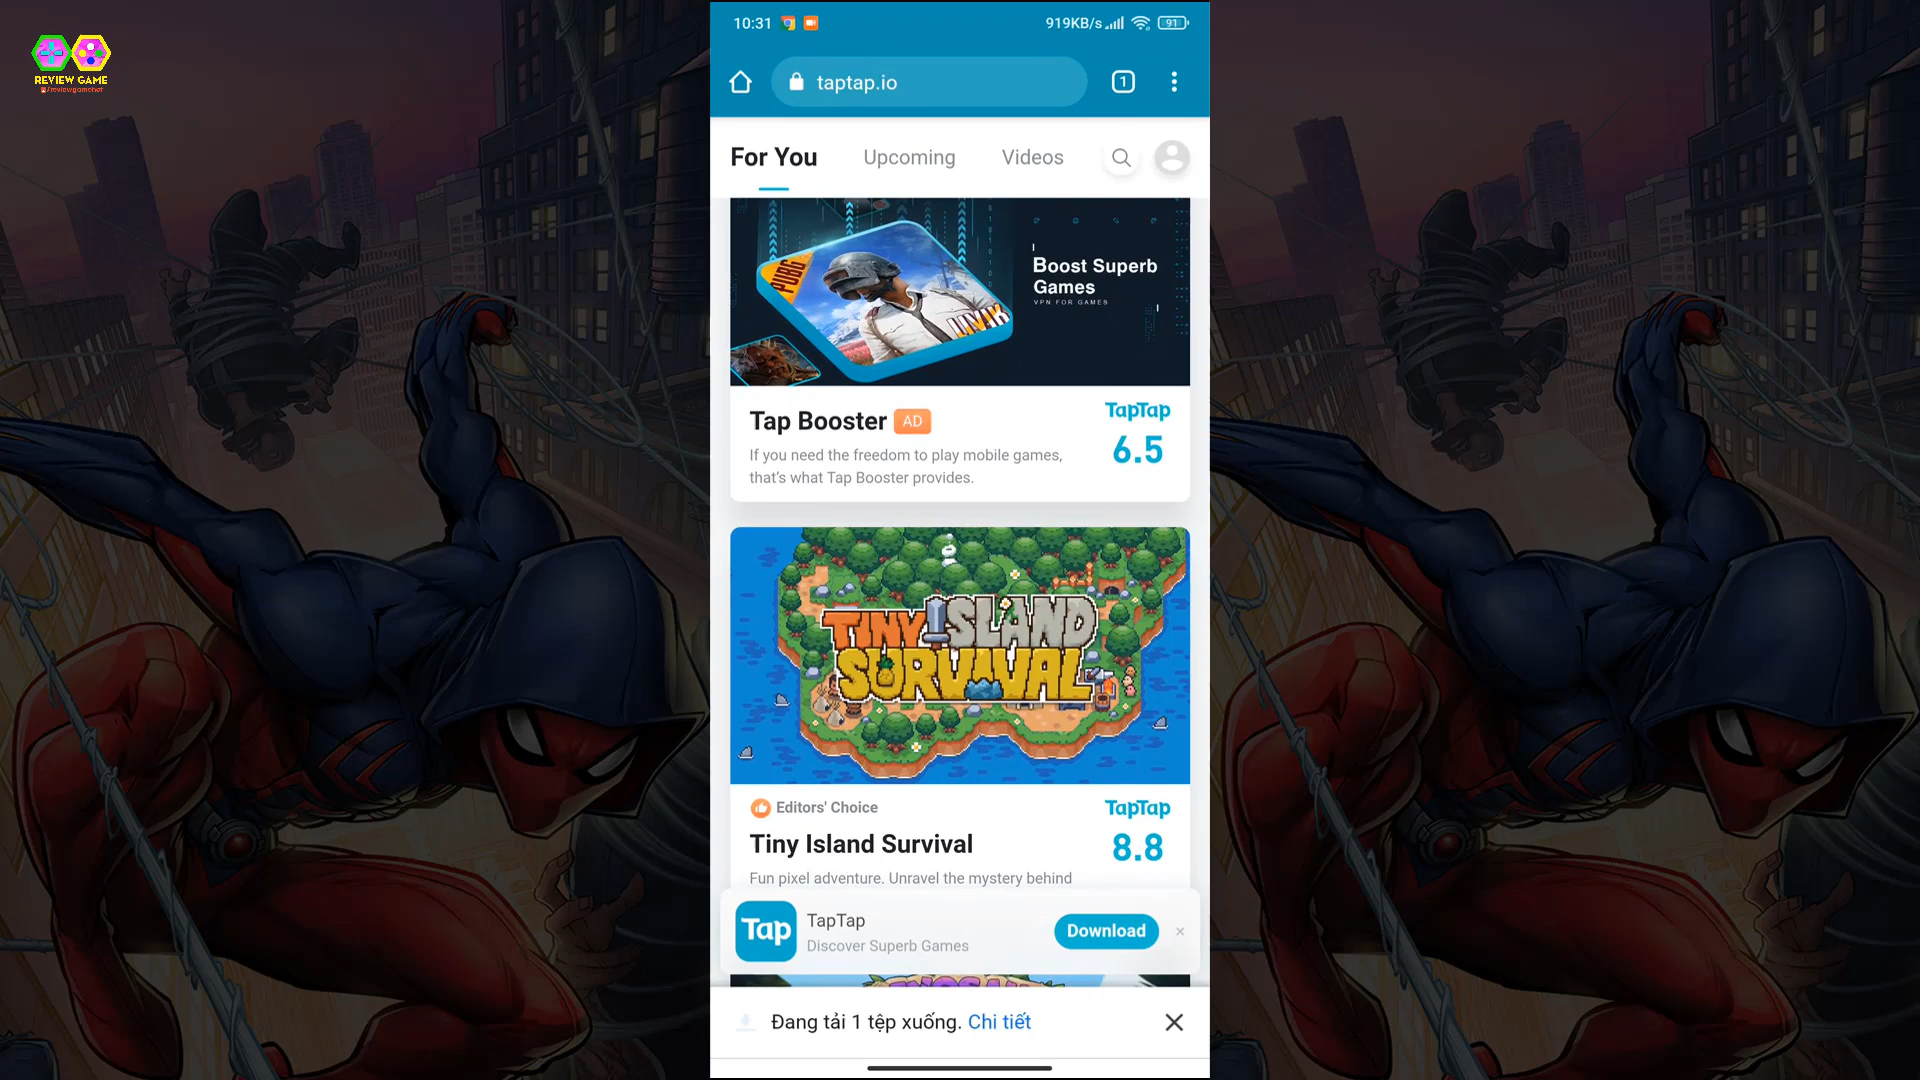 REVIEW GAME
/reviewgamehot
10:31
919KB/s
91
taptap.io
1
For You
Upcoming
Videos
PUBG
Boost Superb
Games
VPN FOR GAMES
Tap Booster
AD
TapTap
6.5
If you need the freedom to play mobile games,
that's what Tap Booster provides.
TINY ISLAND
SURVIVAL
Editors' Choice
TapTap
Tiny Island Survival
8.8
Fun pixel adventure. Unravel the mystery behind
Tap
TapTap
Discover Superb Games
Download
Đang tải 1 tệp xuống. Chi tiết